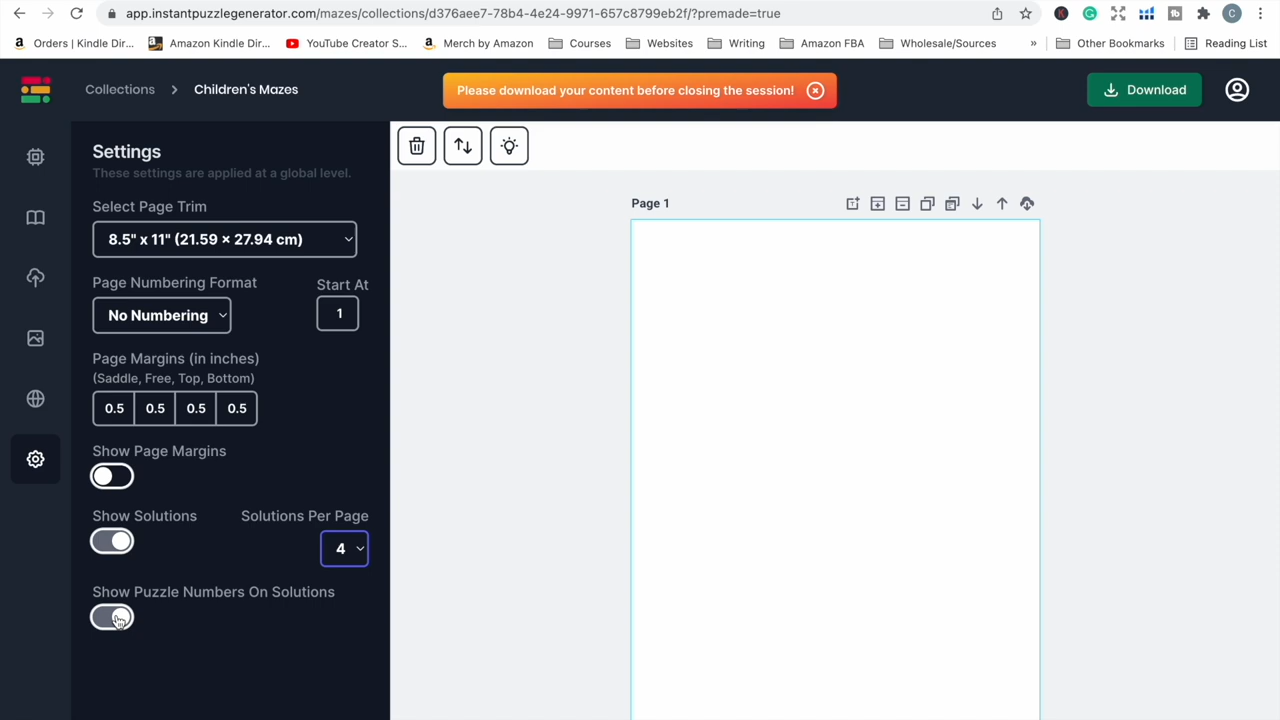 app.instantpuzzlegenerator.com/mazes/collections/d376aee7-78b4-4e24-9971-657c8799eb2f/?premade=true
Orders | Kindle Dir...
Amazon Kindle Dir...
YouTube Creator S...
Merch by Amazon
Courses
Websites
Writing
Amazon FBA
Wholesale/Sources
»
Other Bookmarks
Reading List
Collections
Children's Mazes
Please download your content before closing the session!
Download
Settings
These settings are applied at a global level.
Select Page Trim
8.5" x 11" (21.59 × 27.94 cm)
Page Numbering Format
Start At
No Numbering
1
Page Margins (in inches)
(Saddle, Free, Top, Bottom)
0.5 0.5 0.5 0.5
Show Page Margins
Show Solutions
Solutions Per Page
4
Show Puzzle Numbers On Solutions
Page 1